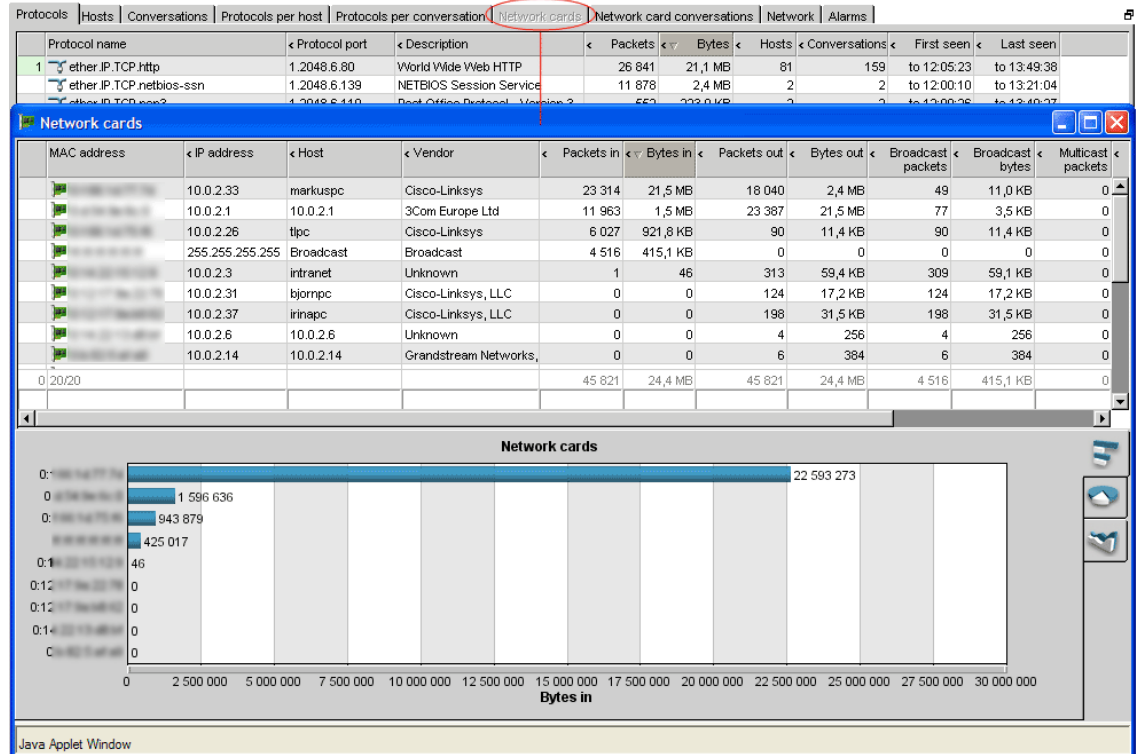 Protocols Hosts Conversations Protocols per host Protocols per conversation Network cards Network card conversations Network Alarms
Protocol name < Protocol port < Description < Packets < Bytes < Hosts < Conversations < First seen < Last seen
1 ether.IP.TCP.http 1.2048.6.80 World Wide Web HTTP 26 841 21,1 MB 81 159 to 12:05:23 to 13:49:38
ether.IP.TCP.netbios-ssn 1.2048.6.139 NETBIOS Session Service 11 878 2,4 MB 2 2 to 12:00:10 to 13:21:04
ether.IP.TCP.pop3 1.2048.6.110 Post Office Protocol - Version 3 552 2 2
Network cards
MAC address < IP address < Host < Vendor < Packets in < Bytes in < Packets out < Bytes out < Broadcast packets < Broadcast bytes < Multicast packets <
10.0.2.33 markuspc Cisco-Linksys 23 314 21,5 MB 18 040 2,4 MB 49 11,0 KB 0
10.0.2.1 10.0.2.1 3Com Europe Ltd 11 963 1,5 MB 23 387 21,5 MB 77 3,5 KB 0
10.0.2.26 tlpc Cisco-Linksys 6 027 921,8 KB 90 11,4 KB 90 11,4 KB 0
255.255.255.255 Broadcast Broadcast 4 516 415,1 KB 0 0 0 0 0
10.0.2.3 intranet Unknown 1 46 313 59,4 KB 309 59,1 KB 0
10.0.2.31 bjornpc Cisco-Linksys, LLC 0 0 124 17,2 KB 124 17,2 KB 0
10.0.2.37 irinapc Cisco-Linksys, LLC 0 0 198 31,5 KB 198 31,5 KB 0
10.0.2.6 10.0.2.6 Unknown 0 0 4 256 4 256 0
10.0.2.14 10.0.2.14 Grandstream Networks, 0 0 6 384 6 384 0
0 20/20 45 821 24,4 MB 45 821 24,4 MB 4 516 415,1 KB 0
Network cards
22 593 273
1 596 636
943 879
425 017
46
0
0
0
0
0 2 500 000 5 000 000 7 500 000 10 000 000 12 500 000 15 000 000 17 500 000 20 000 000 22 500 000 25 000 000 27 500 000 30 000 000
Bytes in
Java Applet Window